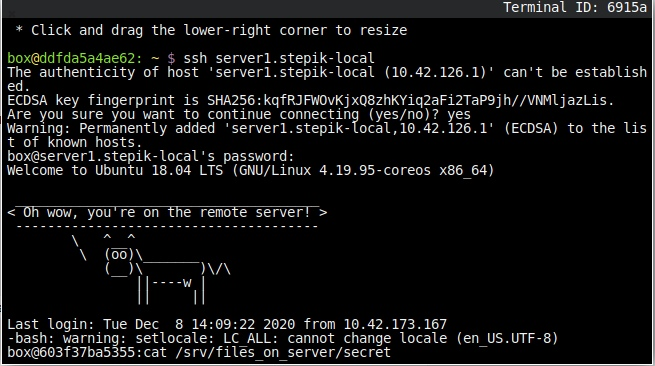 Terminal ID: 6915a
* Click and drag the lower-right corner to resize
box@ddfda5a4ae62: ~ $ ssh server1.stepik-local
The authenticity of host 'server1.stepik-local (10.42.126.1)' can't be establish
ed.
ECDSA key fingerprint is SHA256:kqfRJFWOvKjxQ8zhKYiq2aFi2TaP9jh//VNMljazLis.
Are you sure you want to continue connecting (yes/no)? yes
Warning: Permanently added 'server1.stepik-local,10.42.126.1' (ECDSA) to the lis
t of known hosts.
box@server1.stepik-local's password:
Welcome to Ubuntu 18.04 LTS (GNU/Linux 4.19.95-coreos x86_64)
 _____________________________________
< Oh wow, you're on the remote server! >
 -------------------------------------
        \   ^__^
         \  (oo)\_______
            (__)\       )\/\
                ||----w |
                ||     ||
Last login: Tue Dec  8 14:09:22 2020 from 10.42.173.167
-bash: warning: setlocale: LC_ALL: cannot change locale (en_US.UTF-8)
box@603f37ba5355:cat /srv/files_on_server/secret